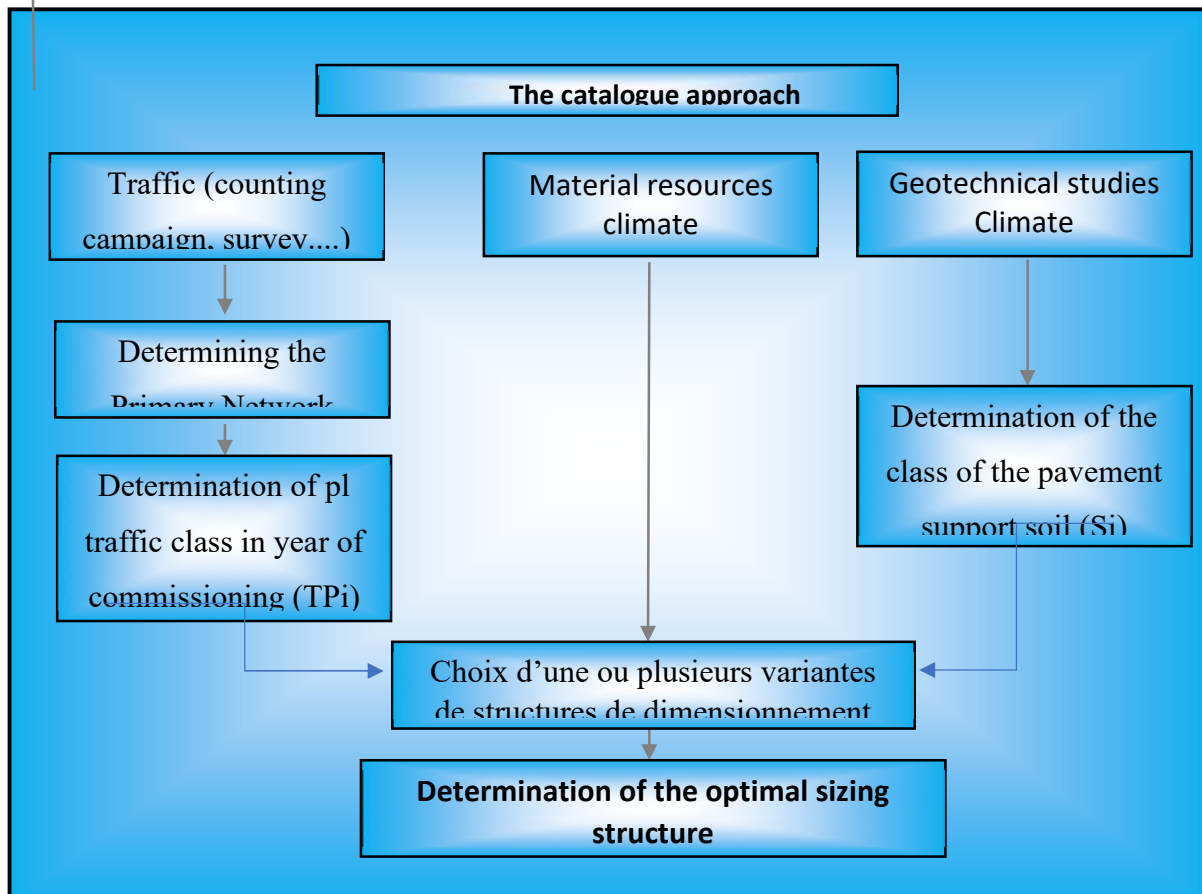 The catalogue approach
Traffic (counting
campaign, survey,...)
Material resources
climate
Geotechnical studies
Climate
Determining the
Primary Network
Determination of pl
traffic class in year of
commissioning (TPi)
Determination of the
class of the pavement
support soil (Si)
Choix d’une ou plusieurs variantes
de structures de dimensionnement
Determination of the optimal sizing
structure